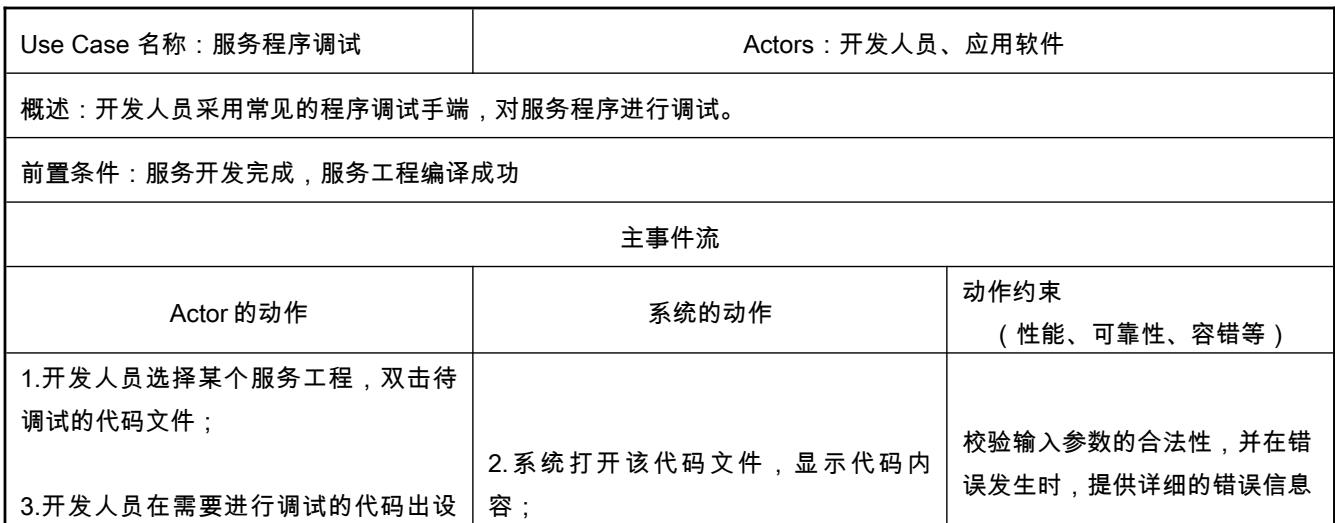 Use Case 名称：服务程序调试
Actors：开发人员、应用软件
概述：开发人员采用常见的程序调试手端，对服务程序进行调试。
前置条件：服务开发完成，服务工程编译成功
主事件流
Actor 的动作
系统的动作
动作约束
（性能、可靠性、容错等）
1.开发人员选择某个服务工程，双击待
调试的代码文件；
3.开发人员在需要进行调试的代码出设
2.系统打开该代码文件，显示代码内
容；
校验输入参数的合法性，并在错
误发生时，提供详细的错误信息